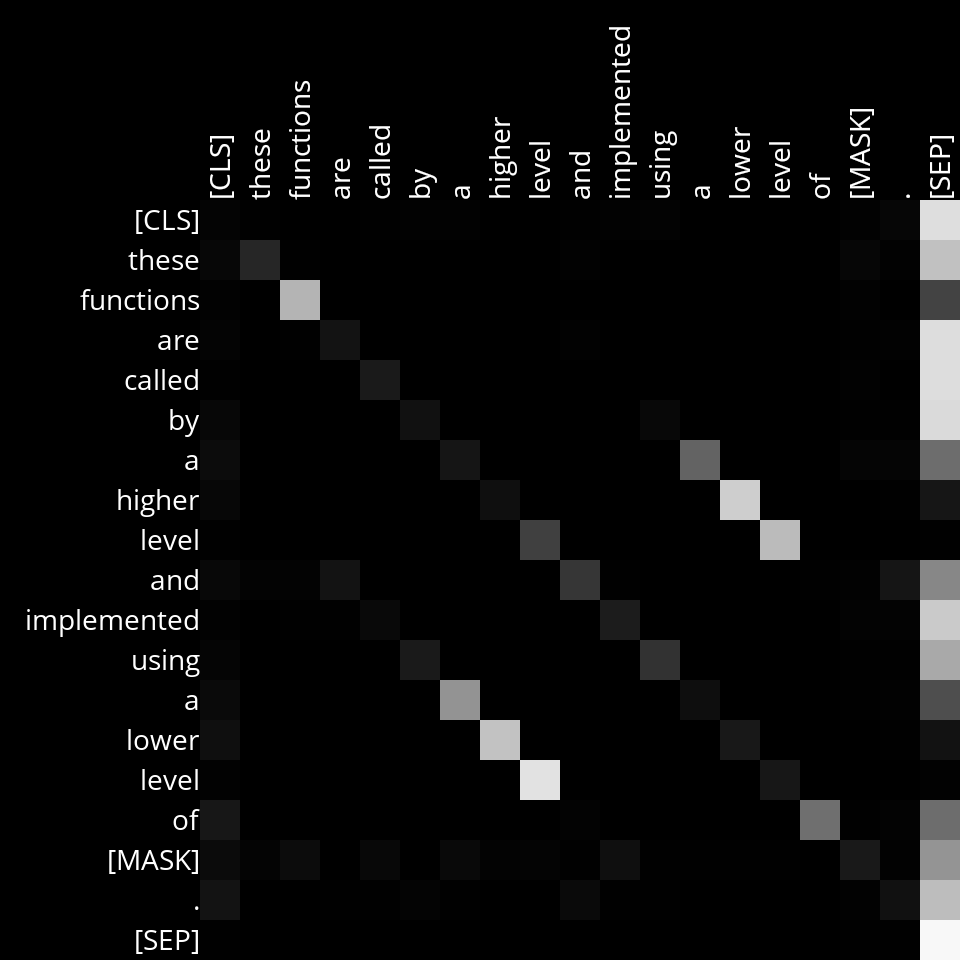 [CLS]
these
functions
are
called
by
a
higher
level
and
implemented
using
a
lower
level
of
[MASK]
.
[SEP]
[CLS]
these
functions
are
called
by
a
higher
level
and
implemented
using
a
lower
level
of
[MASK]
.
[SEP]